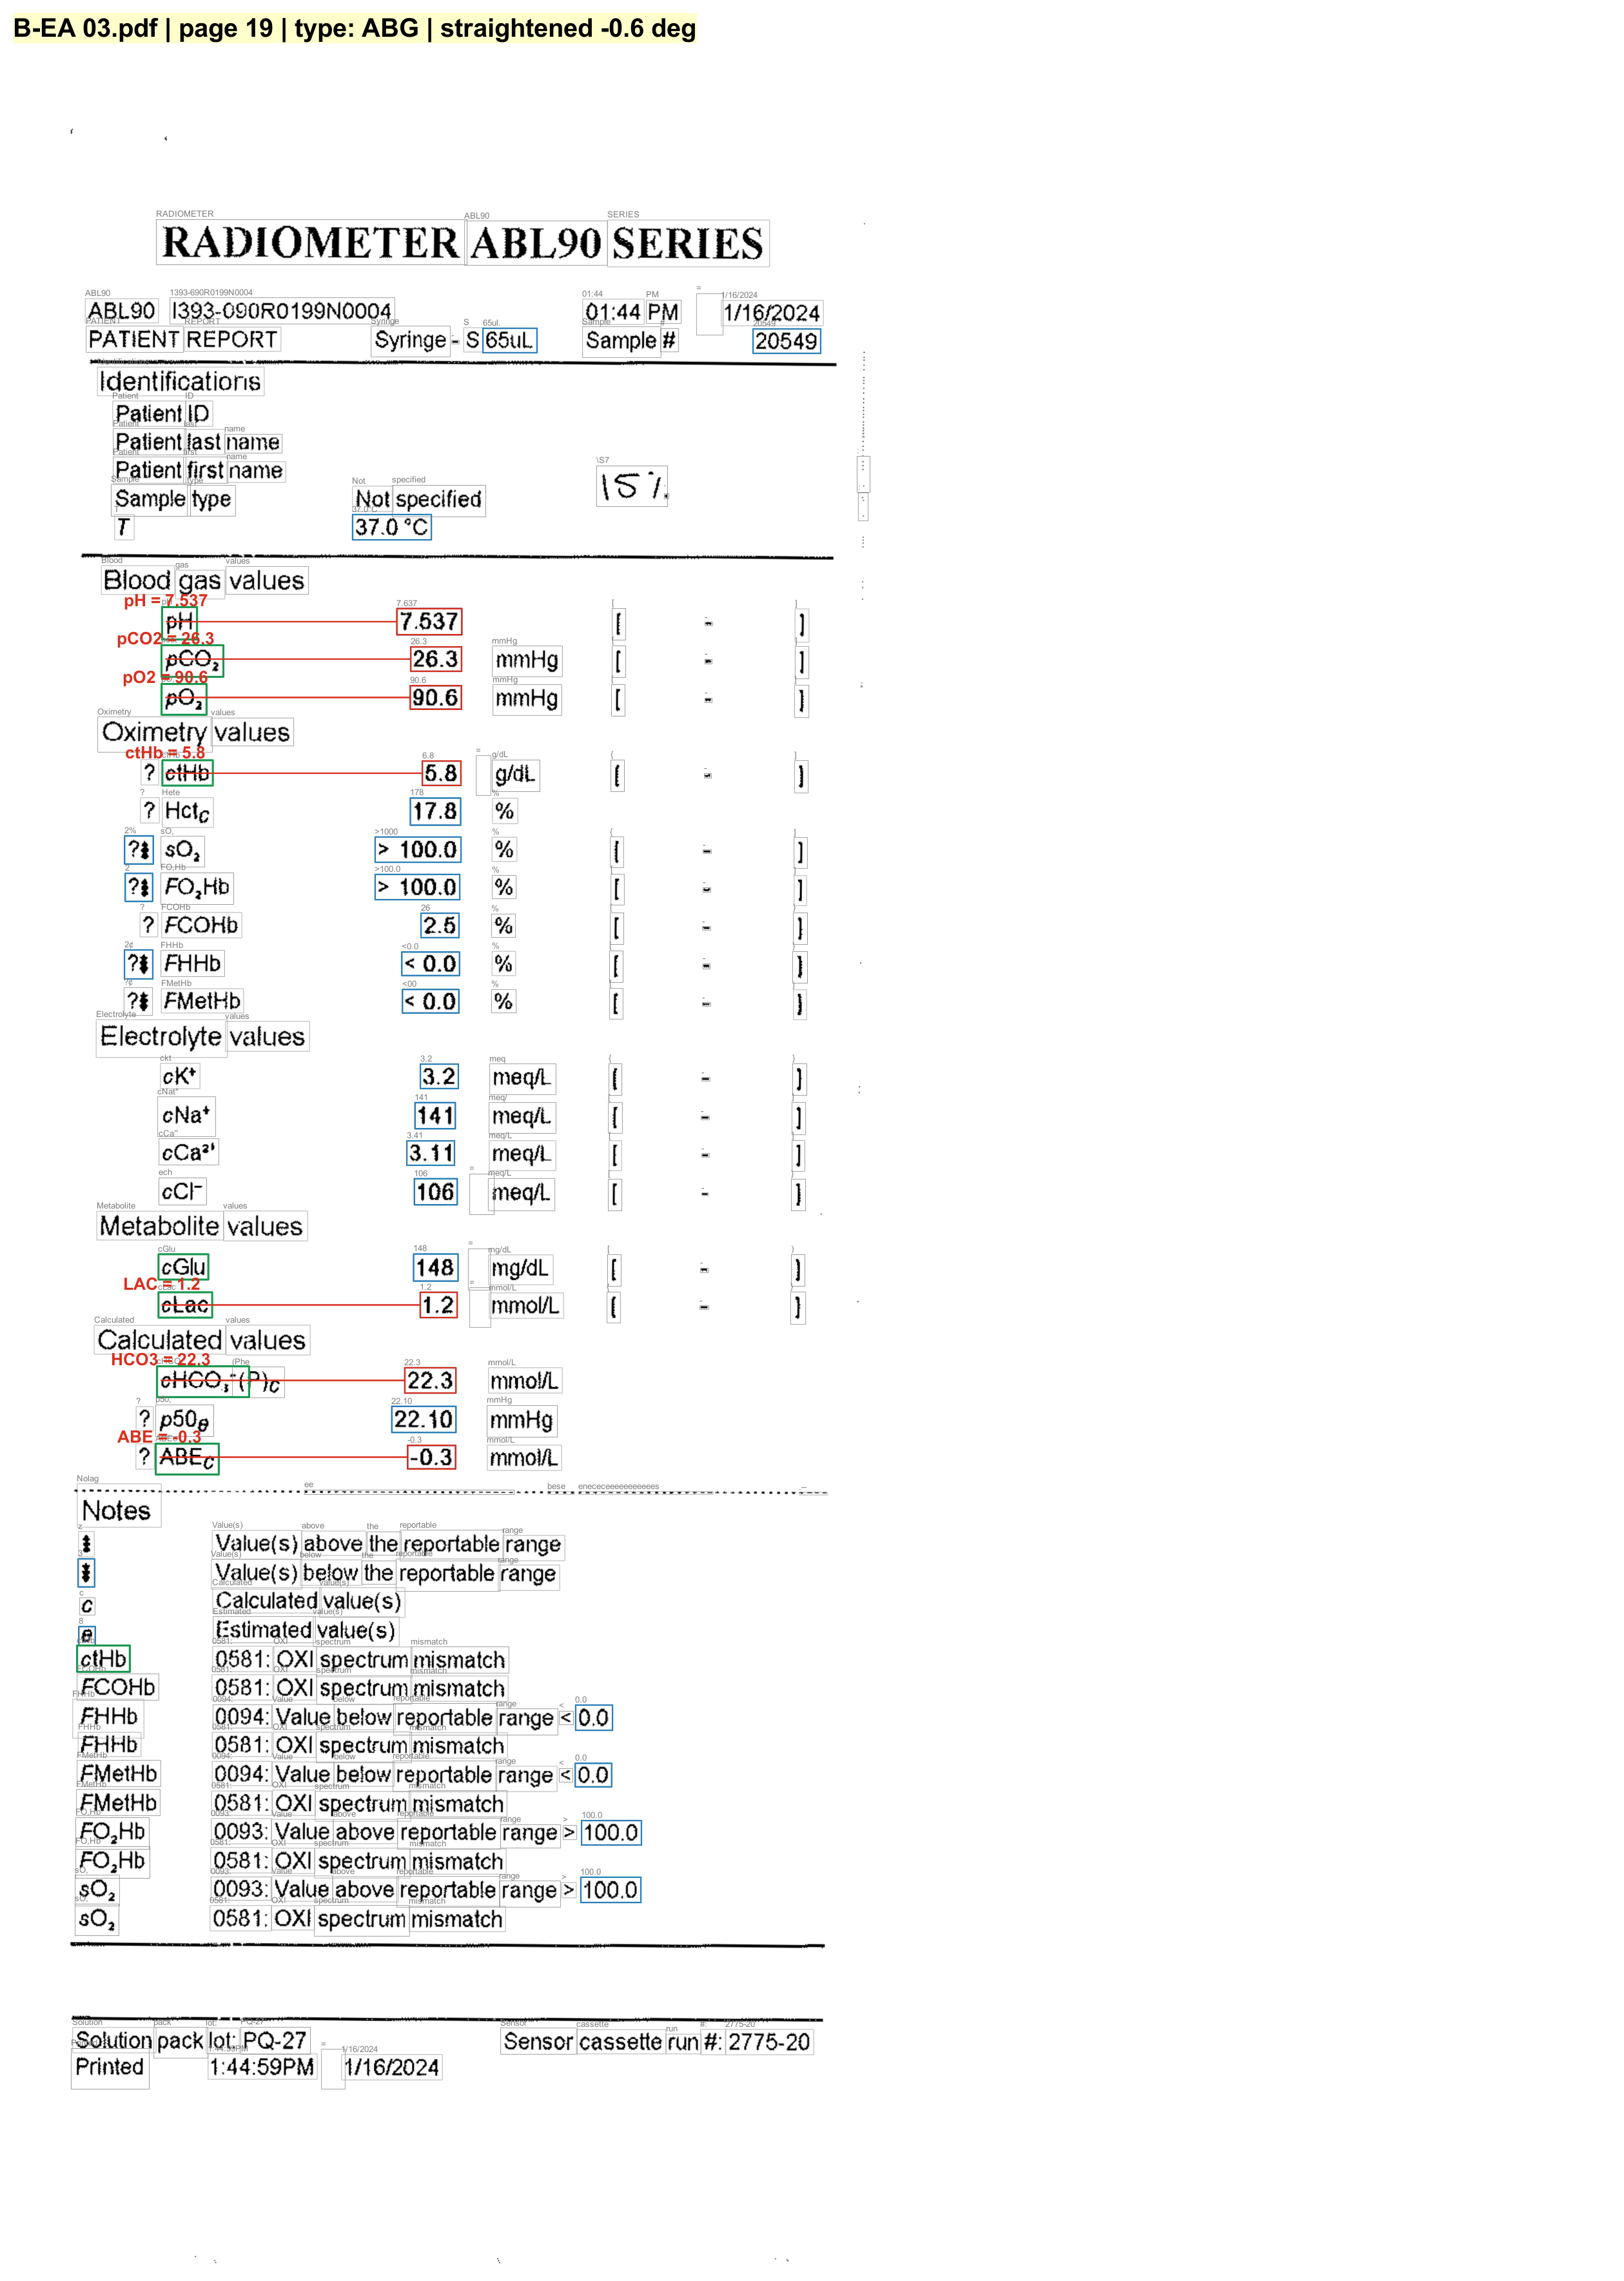 B-EA 03.pdf | page 19 | type: ABG | straightened -0.6 deg
RADIOMETER ABL90 SERIES
ABL90 I393-090R0199N0004 01:44 PM 1/16/2024
PATIENT REPORT Syringe - S 65uL Sample # 20549
Identifications
Patient ID
Patient last name
Patient first name
Sample type Not specified
15%
T 37.0 °C
Blood gas values
pH = 7.537
pH 7.537 [ - ]
pCO2 = 26.3
pCO₂ 26.3 mmHg [ - ]
pO2 = 90.6
pO₂ 90.6 mmHg [ - ]
Oximetry values
ctHb = 5.8
? ctHb 5.8 g/dL [ - ]
? Hctc 17.8 %
?⇞ sO₂ > 100.0 % [ - ]
?⇞ FO₂Hb > 100.0 % [ - ]
? FCOHb 2.5 % [ - ]
?⇟ FHHb < 0.0 % [ - ]
?⇟ FMetHb < 0.0 % [ - ]
Electrolyte values
cK⁺ 3.2 meq/L [ - ]
cNa⁺ 141 meq/L [ - ]
cCa²⁺ 3.11 meq/L [ - ]
cCl⁻ 106 meq/L [ - ]
Metabolite values
cGlu 148 mg/dL [ - ]
LAC = 1.2
cLac 1.2 mmol/L [ - ]
Calculated values
HCO3 = 22.3
cHCO₃⁻(P)c 22.3 mmol/L
? p50e 22.10 mmHg
ABE = -0.3
? ABEc -0.3 mmol/L
Notes
⇞ Value(s) above the reportable range
⇟ Value(s) below the reportable range
c Calculated value(s)
e Estimated value(s)
ctHb 0581: OXI spectrum mismatch
FCOHb 0581: OXI spectrum mismatch
FHHb 0094: Value below reportable range < 0.0
FHHb 0581: OXI spectrum mismatch
FMetHb 0094: Value below reportable range < 0.0
FMetHb 0581: OXI spectrum mismatch
FO₂Hb 0093: Value above reportable range > 100.0
FO₂Hb 0581: OXI spectrum mismatch
sO₂ 0093: Value above reportable range > 100.0
sO₂ 0581: OXI spectrum mismatch
Solution pack lot: PQ-27 Sensor cassette run #: 2775-20
Printed 1:44:59PM 1/16/2024